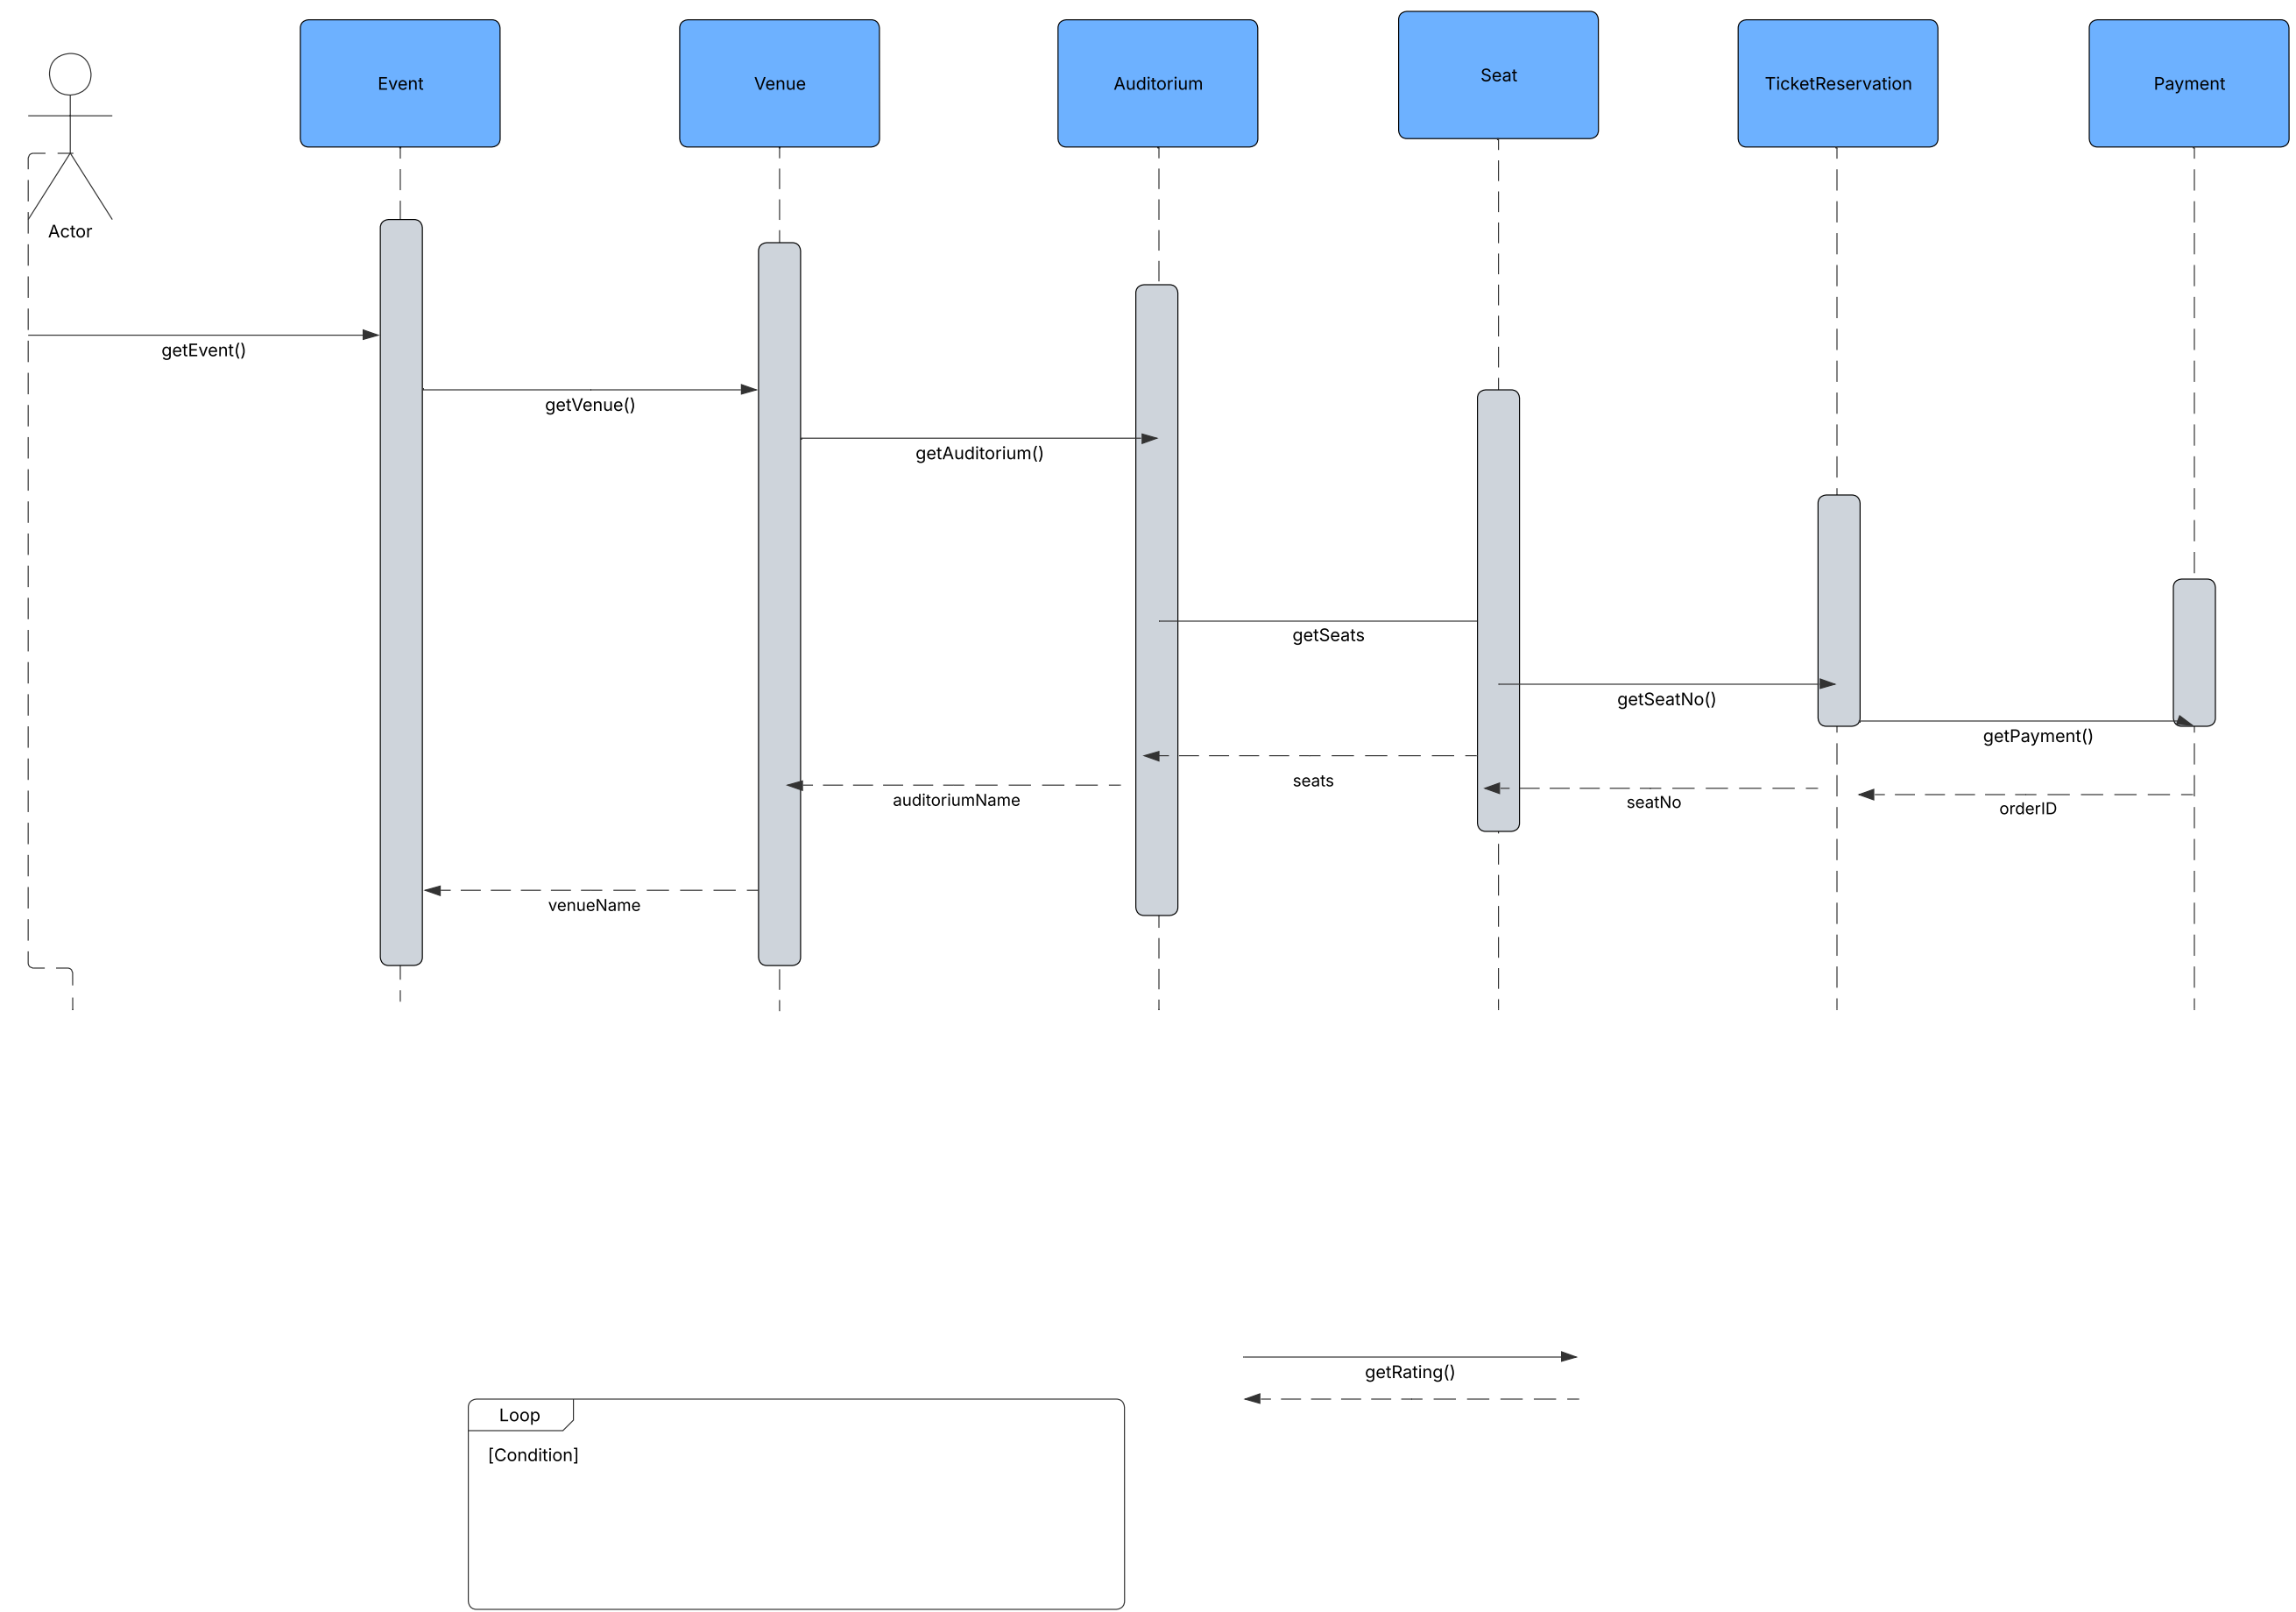 Event
Venue
Auditorium
Seat
TicketReservation
Payment
Actor
getEvent()
getVenue()
getAuditorium()
getSeats
getSeatNo()
getPayment()
seats
auditoriumName
seatNo
orderID
venueName
getRating()
Loop
[Condition]